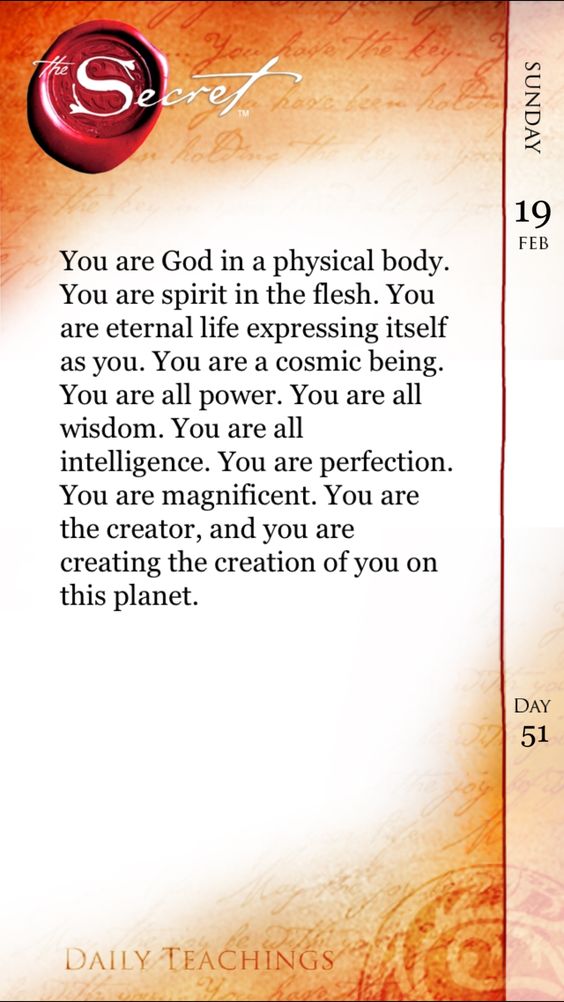 the Secret™
SUNDAY
19
FEB
You are God in a physical body.
You are spirit in the flesh. You
are eternal life expressing itself
as you. You are a cosmic being.
You are all power. You are all
wisdom. You are all
intelligence. You are perfection.
You are magnificent. You are
the creator, and you are
creating the creation of you on
this planet.
DAY
51
DAILY TEACHINGS